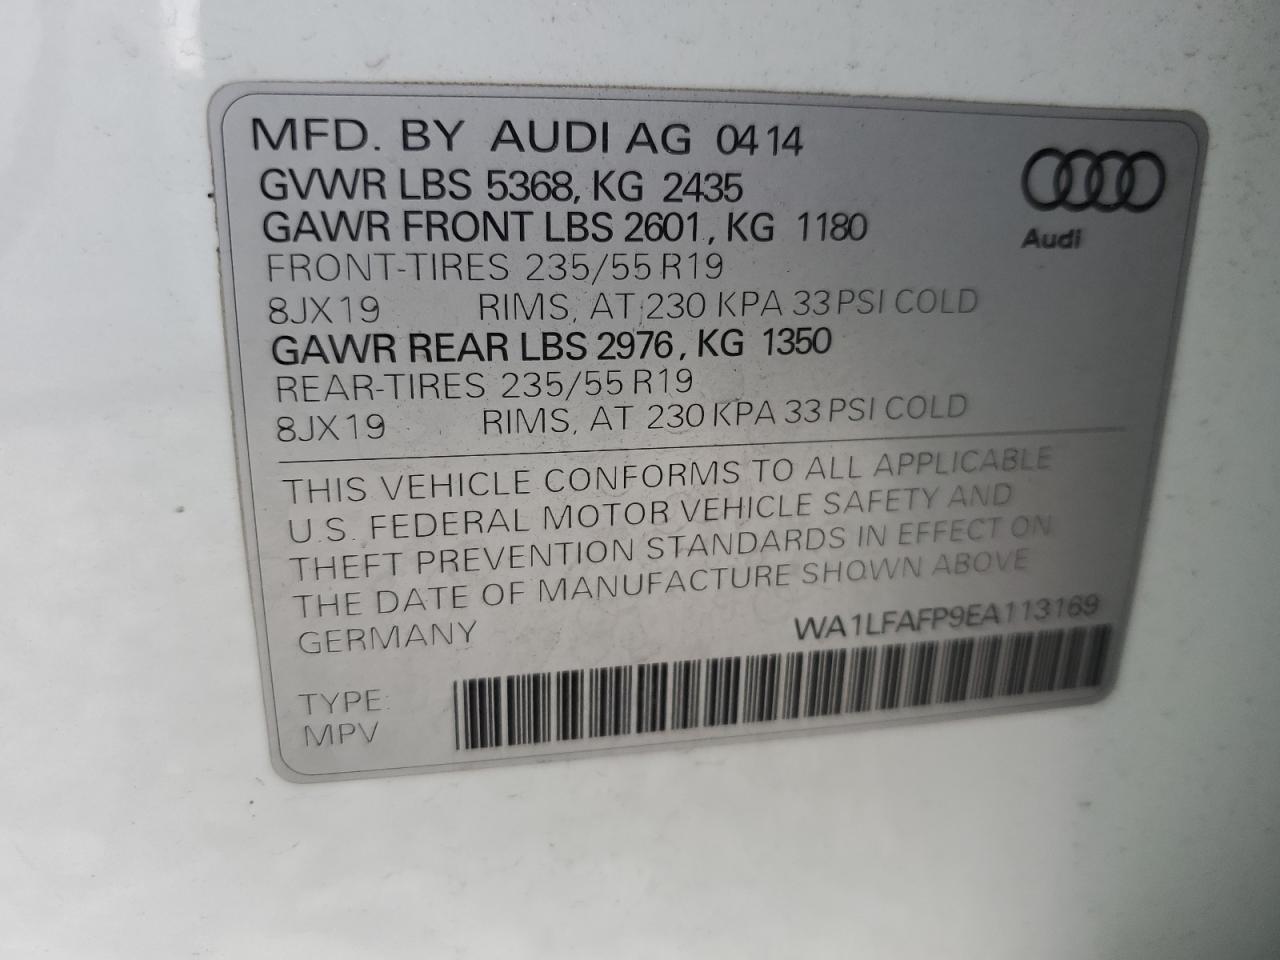 MFD. BY AUDI AG 0414
GVWR LBS 5368, KG 2435
GAWR FRONT LBS 2601, KG 1180
FRONT-TIRES 235/55 R19
8JX19 RIMS, AT 230 KPA 33 PSI COLD
GAWR REAR LBS 2976, KG 1350
REAR-TIRES 235/55 R19
8JX19 RIMS, AT 230 KPA 33 PSI COLD
Audi
THIS VEHICLE CONFORMS TO ALL APPLICABLE
U.S. FEDERAL MOTOR VEHICLE SAFETY AND
THEFT PREVENTION STANDARDS IN EFFECT ON
THE DATE OF MANUFACTURE SHOWN ABOVE
GERMANY WA1LFAFP9EA113169
TYPE:
MPV